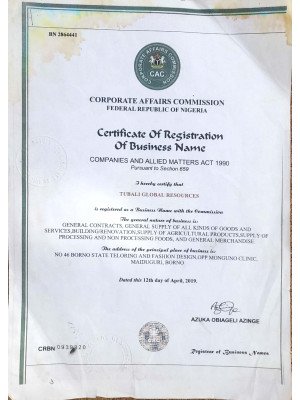 BN 2864441
CORPORATE AFFAIRS COMMISSION
CAC
CORPORATE AFFAIRS COMMISSION
FEDERAL REPUBLIC OF NIGERIA
Certificate Of Registration
Of Business Name
COMPANIES AND ALLIED MATTERS ACT 1990
Pursuant to Section 659
I hereby certify that
TUBALI GLOBAL RESOURCES
is registered as a Business Name with the Commission
The general nature of business is:
GENERAL CONTRACTS, GENERAL SUPPLY OF ALL KINDS OF GOODS AND
SERVICES,BUILDING/RENOVATION,SUPPLY OF AGRICULTURAL PRODUCTS,SUPPLY OF
PROCESSING AND NON PROCESSING FOODS, AND GENERAL MERCHANDISE
The address of the principal place of business is:
NO 46 BORNO STATE TELORING AND FASHION DESIGN,OPP MONGUNO CLINIC,
MAIDUGURI, BORNO
Dated this 12th day of April, 2019.
AZUKA OBIAGELI AZINGE
CRBN
Registrar of Business Names